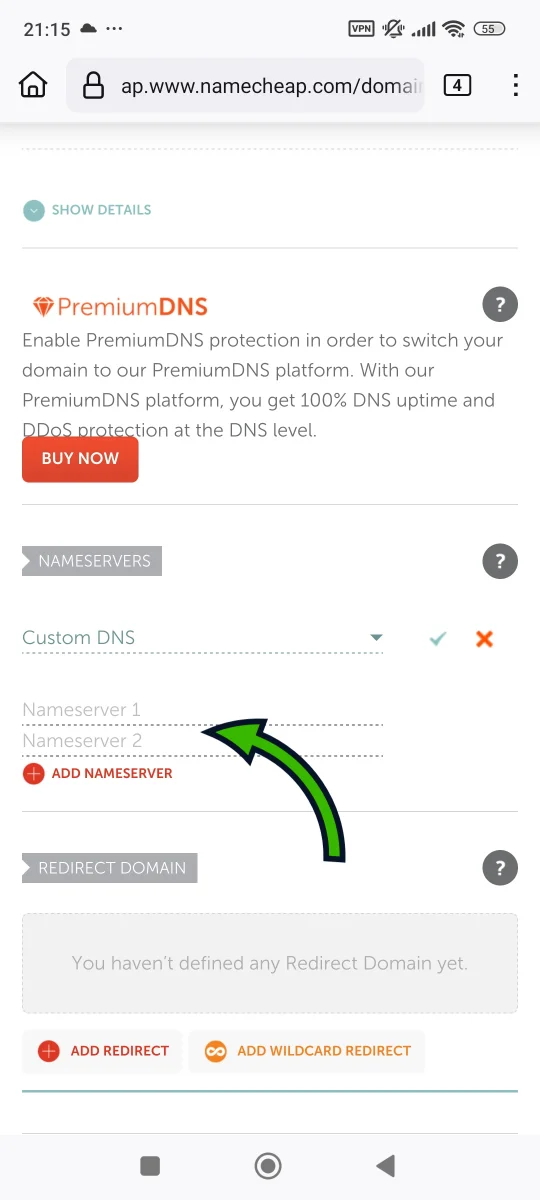 21:15
VPN
55
ap.www.namecheap.com/domai
4
SHOW DETAILS
PremiumDNS
?
Enable PremiumDNS protection in order to switch your
domain to our PremiumDNS platform. With our
PremiumDNS platform, you get 100% DNS uptime and
DDoS protection at the DNS level.
BUY NOW
NAMESERVERS
?
Custom DNS
Nameserver 1
Nameserver 2
ADD NAMESERVER
REDIRECT DOMAIN
?
You haven't defined any Redirect Domain yet.
ADD REDIRECT
ADD WILDCARD REDIRECT